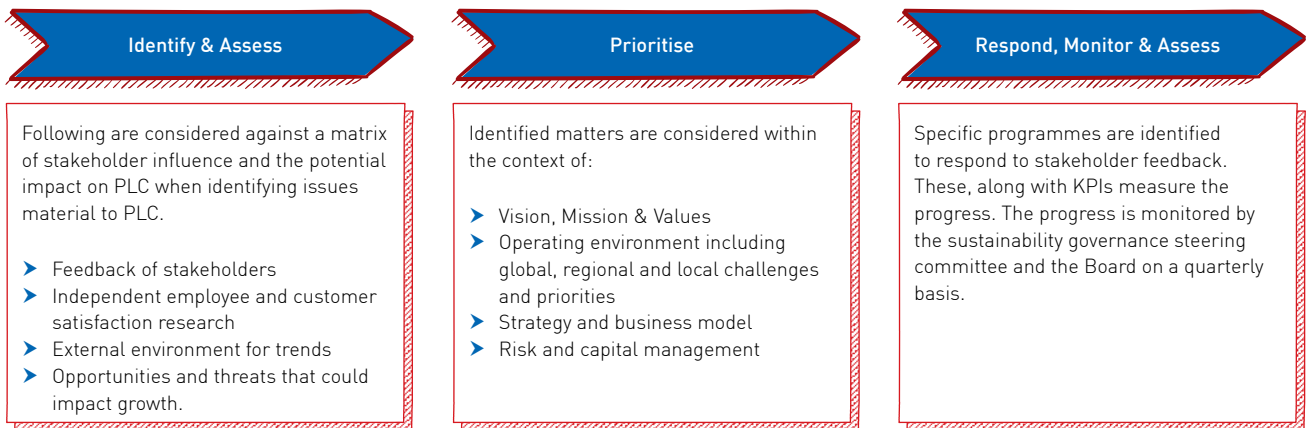 Identify & Assess
Following are considered against a matrix
of stakeholder influence and the potential
impact on PLC when identifying issues
material to PLC.
Feedback of stakeholders
Independent employee and customer
satisfaction research
External environment for trends
Opportunities and threats that could
impact growth.
Prioritise
Identified matters are considered within
the context of:
Vision, Mission & Values
Operating environment including
global, regional and local challenges
and priorities
Strategy and business model
Risk and capital management
Respond, Monitor & Assess
Specific programmes are identified
to respond to stakeholder feedback.
These, along with KPIs measure the
progress. The progress is monitored by
the sustainability governance steering
committee and the Board on a quarterly
basis.